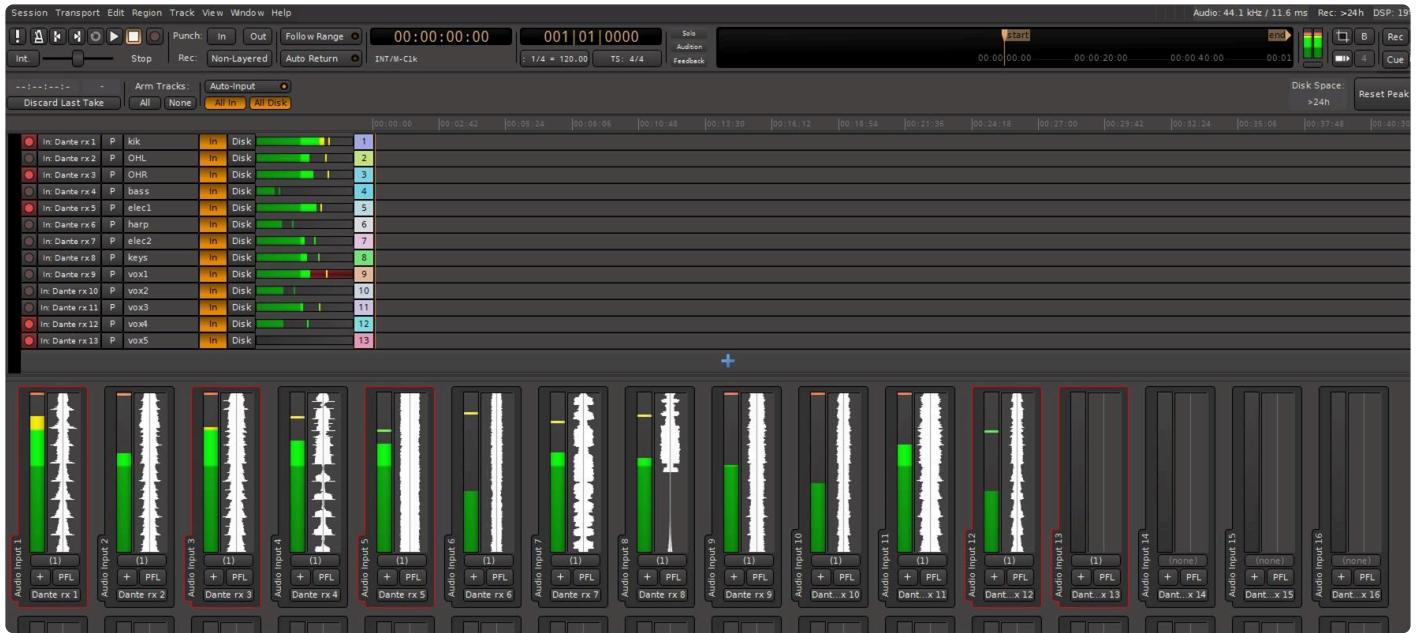 Session Transport Edit Region Track View Window Help Audio: 44.1 kHz / 11.6 ms Rec: >24h DSP: 19
Punch: In Out Follow Range 00:00:00:00 001|01|0000 Solo start end B Rec
Audition
Int. Stop Rec: Non-Layered Auto Return INT/M-Clk : 1/4 = 120.00 TS: 4/4 Feedback 00:00:00:00 00:00:20:00 00:00:40:00 00:01 4 Cue
--:--:--:- - Arm Tracks: Auto-Input Disk Space: Reset Peak
Discard Last Take All None All In All Disk >24h
00:00:00 00:02:42 00:05:24 00:08:06 00:10:48 00:13:30 00:16:12 00:18:54 00:21:36 00:24:18 00:27:00 00:29:42 00:32:24 00:35:06 00:37:48 00:40:30
In: Dante rx 1 P kik In Disk 1
In: Dante rx 2 P OHL In Disk 2
In: Dante rx 3 P OHR In Disk 3
In: Dante rx 4 P bass In Disk 4
In: Dante rx 5 P elec1 In Disk 5
In: Dante rx 6 P harp In Disk 6
In: Dante rx 7 P elec2 In Disk 7
In: Dante rx 8 P keys In Disk 8
In: Dante rx 9 P vox1 In Disk 9
In: Dante rx 10 P vox2 In Disk 10
In: Dante rx 11 P vox3 In Disk 11
In: Dante rx 12 P vox4 In Disk 12
In: Dante rx 13 P vox5 In Disk 13
Audio Input 1 Audio Input 2 Audio Input 3 Audio Input 4 Audio Input 5 Audio Input 6 Audio Input 7 Audio Input 8 Audio Input 9 Audio Input 10 Audio Input 11 Audio Input 12 Audio Input 13 Audio Input 14 Audio Input 15 Audio Input 16
(1) (1) (1) (1) (1) (1) (1) (1) (1) (1) (1) (1) (1) (none) (none) (none)
+ PFL + PFL + PFL + PFL + PFL + PFL + PFL + PFL + PFL + PFL + PFL + PFL + PFL + PFL + PFL + PFL
Dante rx 1 Dante rx 2 Dante rx 3 Dante rx 4 Dante rx 5 Dante rx 6 Dante rx 7 Dante rx 8 Dante rx 9 Dant...x 10 Dant...x 11 Dant...x 12 Dant...x 13 Dant...x 14 Dant...x 15 Dant...x 16